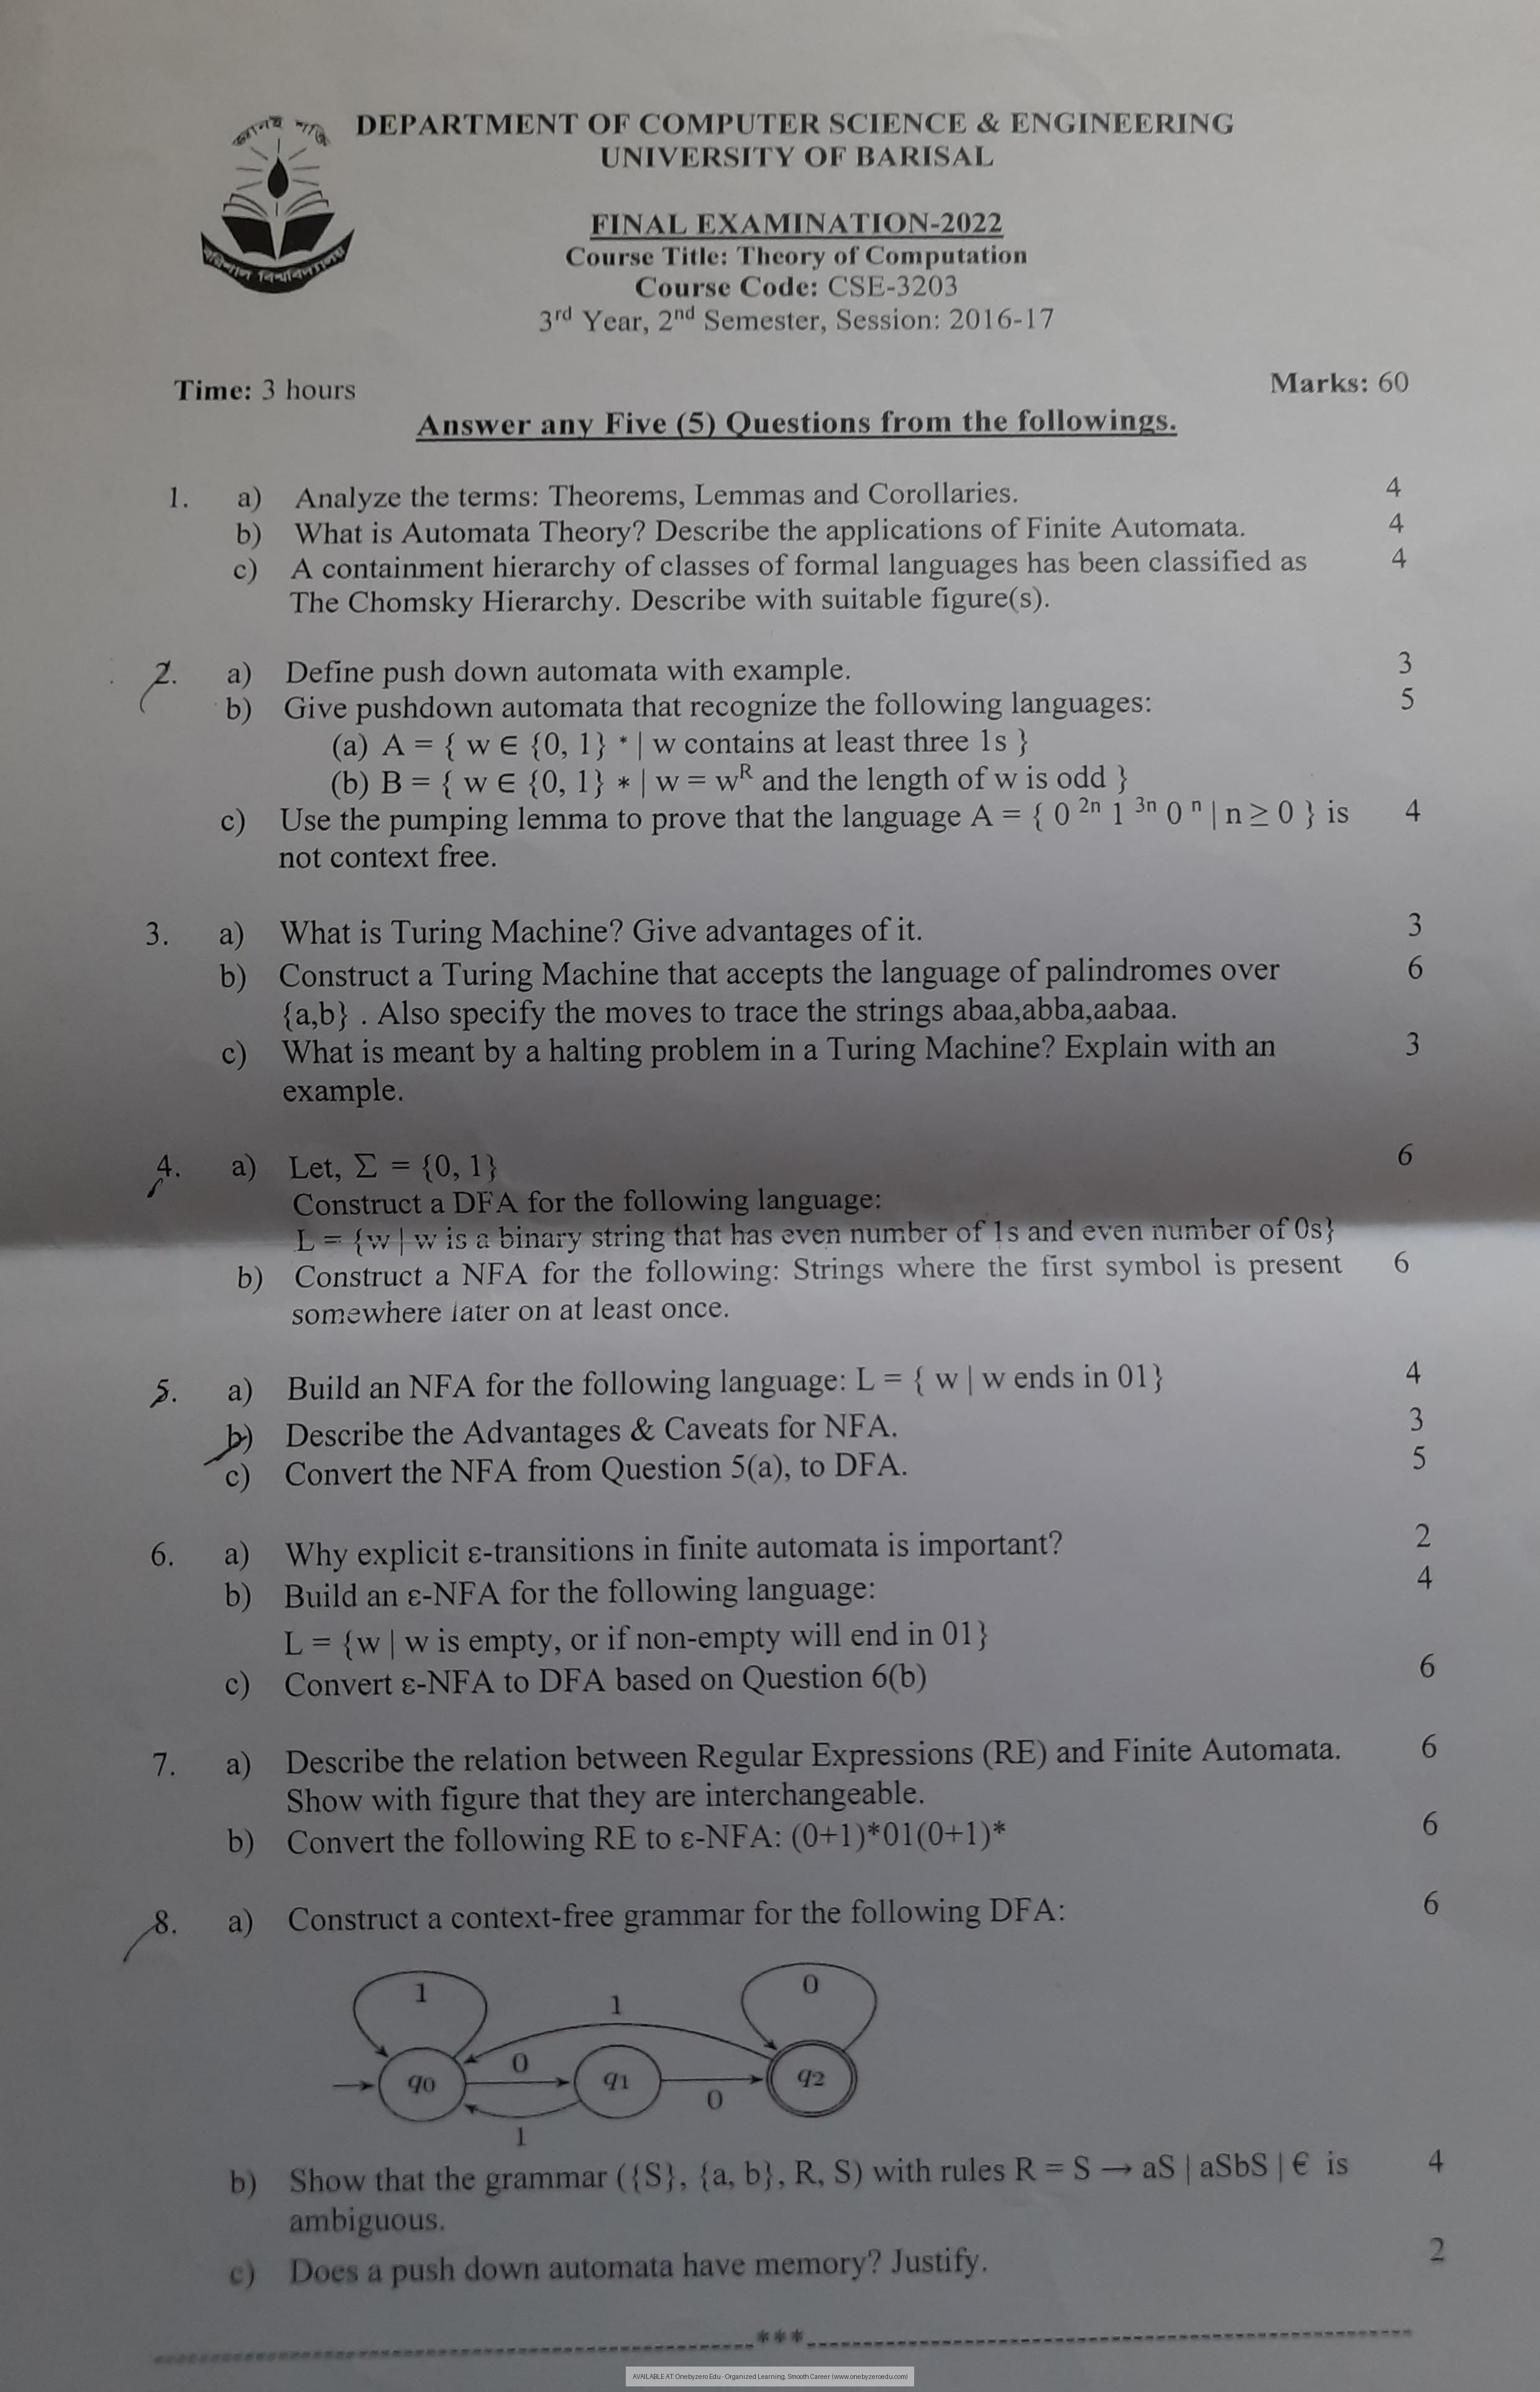 DEPARTMENT OF COMPUTER SCIENCE & ENGINEERING
UNIVERSITY OF BARISAL
বরিশাল বিশ্ববিদ্যালয়
FINAL EXAMINATION-2022
Course Title: Theory of Computation
Course Code: CSE-3203
3rd Year, 2nd Semester, Session: 2016-17
Time: 3 hours Marks: 60
Answer any Five (5) Questions from the followings.
1. a) Analyze the terms: Theorems, Lemmas and Corollaries. 4
b) What is Automata Theory? Describe the applications of Finite Automata. 4
c) A containment hierarchy of classes of formal languages has been classified as 4
The Chomsky Hierarchy. Describe with suitable figure(s).
2. a) Define push down automata with example. 3
b) Give pushdown automata that recognize the following languages: 5
(a) A = { w ∈ {0, 1} * | w contains at least three 1s }
(b) B = { w ∈ {0, 1} * | w = wᴿ and the length of w is odd }
c) Use the pumping lemma to prove that the language A = { 0 ²ⁿ 1 ³ⁿ 0 ⁿ | n ≥ 0 } is 4
not context free.
3. a) What is Turing Machine? Give advantages of it. 3
b) Construct a Turing Machine that accepts the language of palindromes over 6
{a,b} . Also specify the moves to trace the strings abaa,abba,aabaa.
c) What is meant by a halting problem in a Turing Machine? Explain with an 3
example.
4. a) Let, Σ = {0, 1} 6
Construct a DFA for the following language:
L = {w | w is a binary string that has even number of 1s and even number of 0s}
b) Construct a NFA for the following: Strings where the first symbol is present 6
somewhere later on at least once.
5. a) Build an NFA for the following language: L = { w | w ends in 01} 4
b) Describe the Advantages & Caveats for NFA. 3
c) Convert the NFA from Question 5(a), to DFA. 5
6. a) Why explicit ε-transitions in finite automata is important? 2
b) Build an ε-NFA for the following language: 4
L = {w | w is empty, or if non-empty will end in 01}
c) Convert ε-NFA to DFA based on Question 6(b) 6
7. a) Describe the relation between Regular Expressions (RE) and Finite Automata. 6
Show with figure that they are interchangeable.
b) Convert the following RE to ε-NFA: (0+1)*01(0+1)* 6
8. a) Construct a context-free grammar for the following DFA: 6
1 1 0
q0 0 q1 0 q2
1
b) Show that the grammar ({S}, {a, b}, R, S) with rules R = S → aS | aSbS | € is 4
ambiguous.
c) Does a push down automata have memory? Justify. 2
***
AVAILABLE AT: Onebyzero Edu - Organized Learning, Smooth Career (www.onebyzeroedu.com)